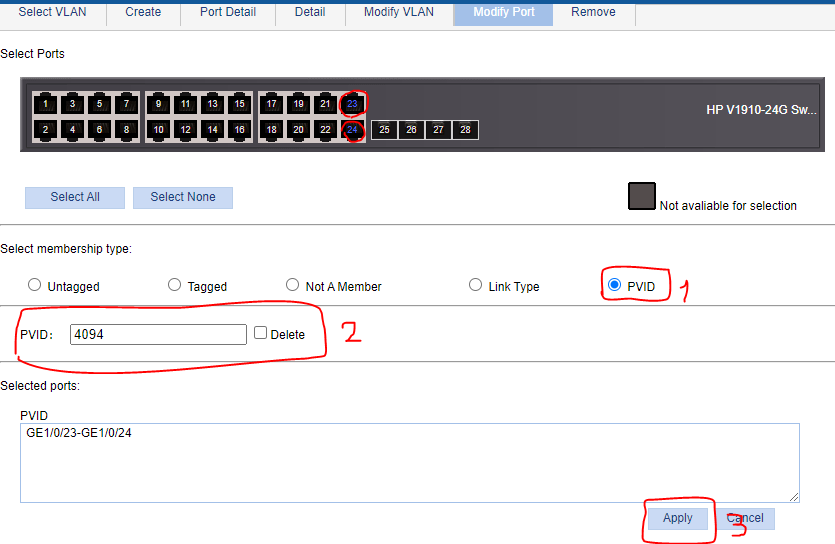 Select VLAN Create Port Detail Detail Modify VLAN Modify Port Remove
Select Ports
1 3 5 7 9 11 13 15 17 19 21 23
HP V1910-24G Sw...
2 4 6 8 10 12 14 16 18 20 22 24 25 26 27 28
Select All Select None
Not avaliable for selection
Select membership type:
Untagged Tagged Not A Member Link Type PVID 1
PVID: 4094 Delete 2
Selected ports:
PVID
GE1/0/23-GE1/0/24
Apply 3 Cancel